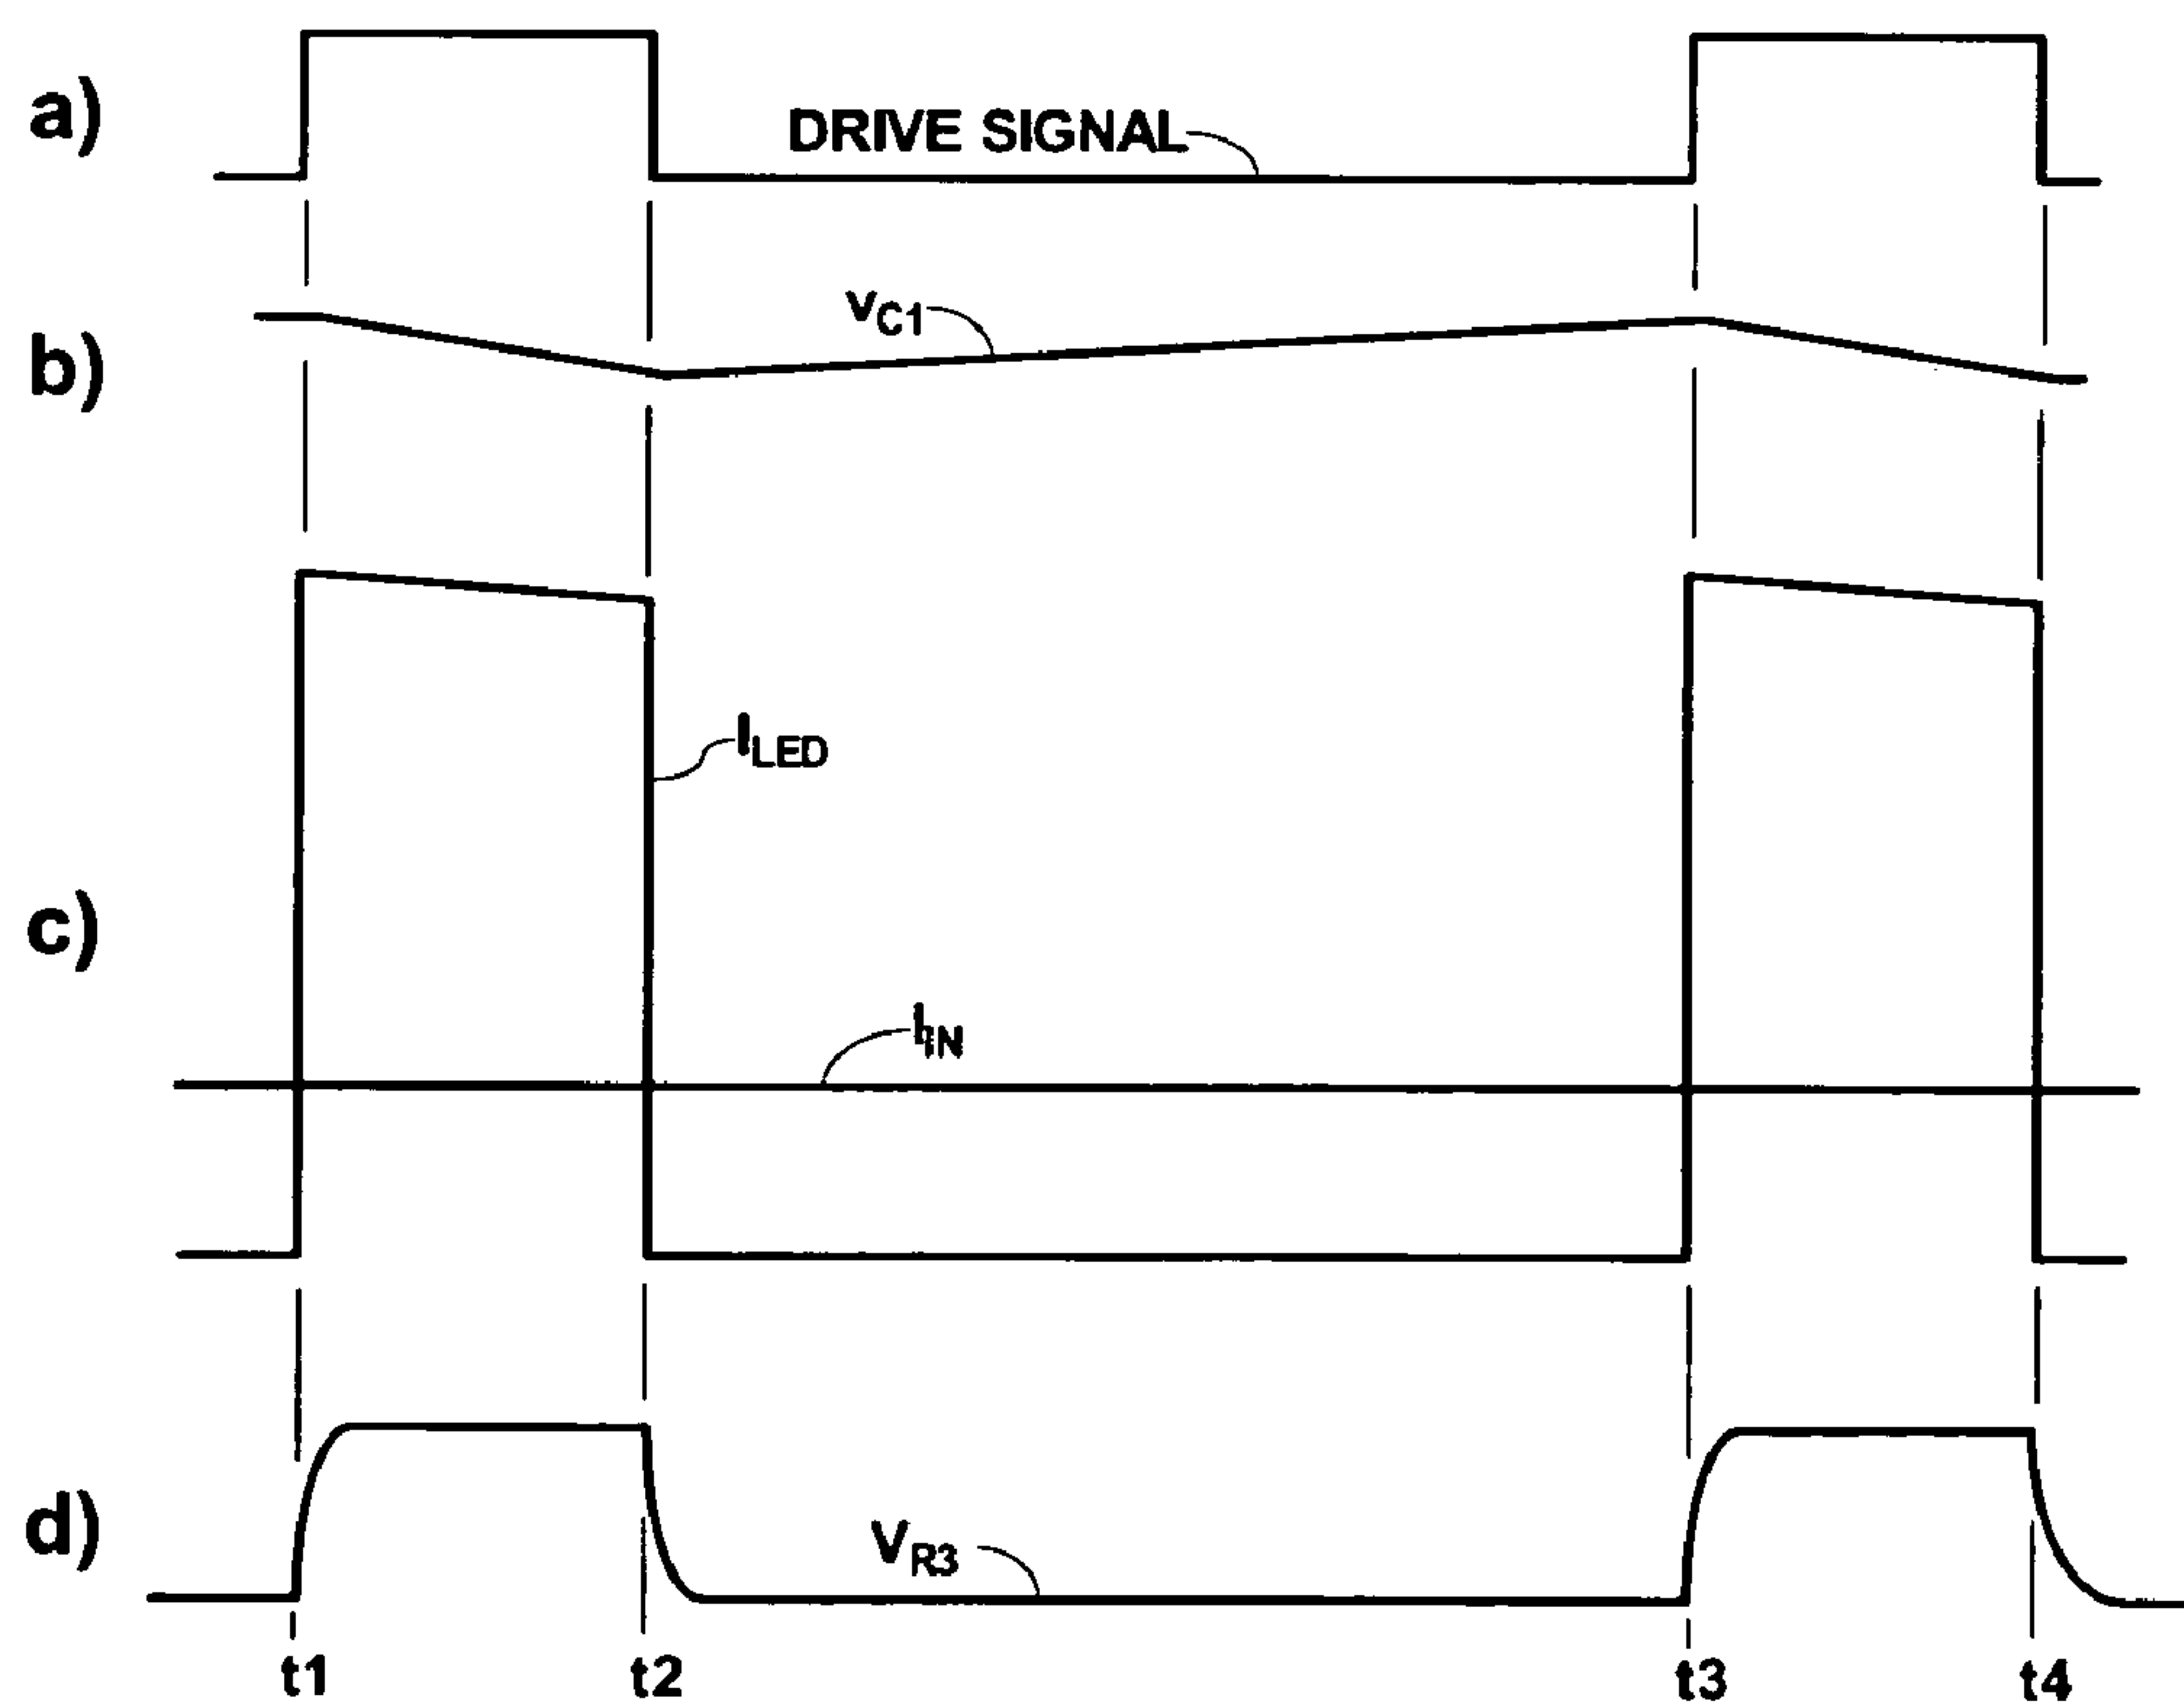 a)
DRIVE SIGNAL
b)
VC1
ILED
c)
IIN
d)
VR3
t1 t2 t3 t4